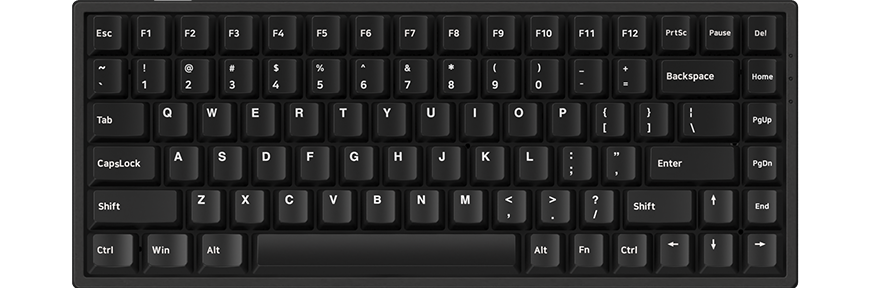 Esc F1 F2 F3 F4 F5 F6 F7 F8 F9 F10 F11 F12 PrtSc Pause Del
~ ! @ # $ % ^ & * ( ) _ +
` 1 2 3 4 5 6 7 8 9 0 - = Backspace Home
Tab Q W E R T Y U I O P { } ¦
[ ] \ PgUp
CapsLock A S D F G H J K L : " Enter PgDn
; ,
Shift Z X C V B N M < > ? Shift ↑ End
, . /
Ctrl Win Alt Alt Fn Ctrl ← ↓ →